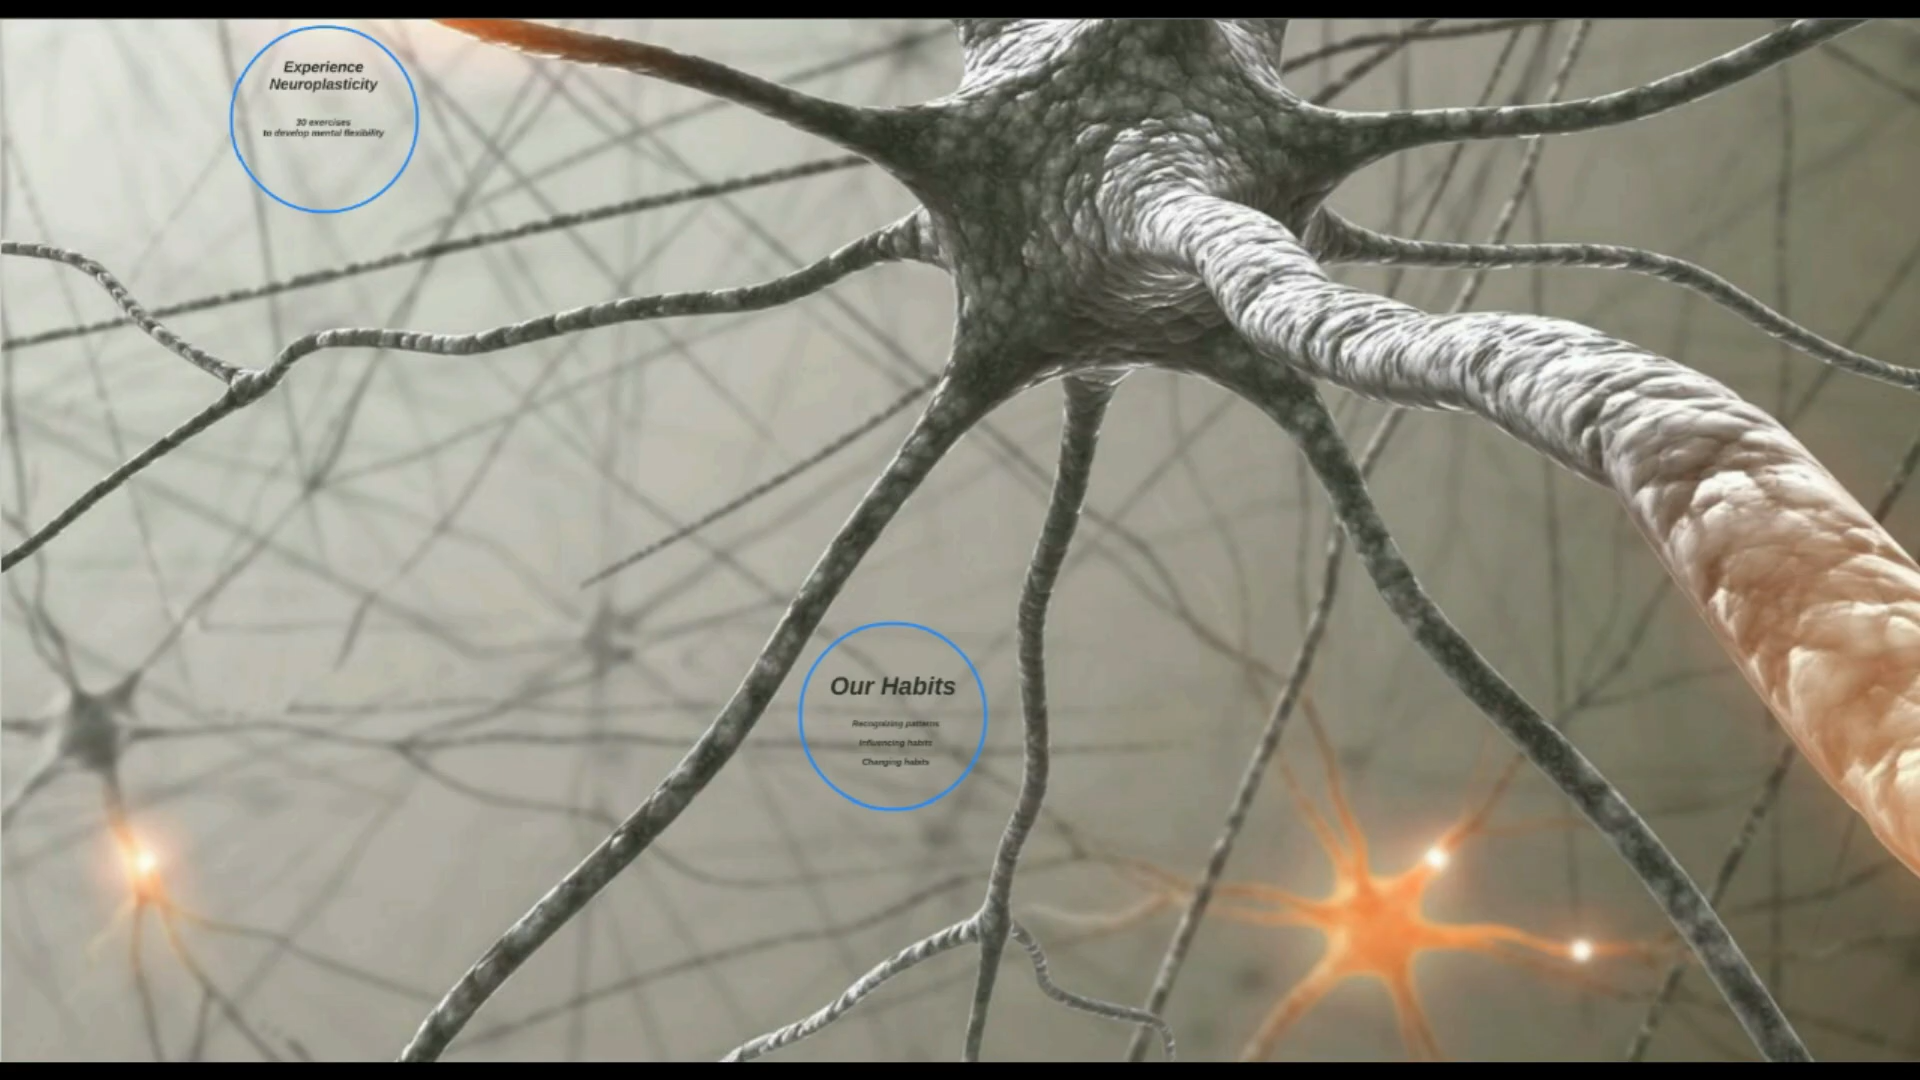 Experience
Neuroplasticity
30 exercises
to develop mental flexibility
Our Habits
Recognizing patterns
Influencing habits
Changing habits